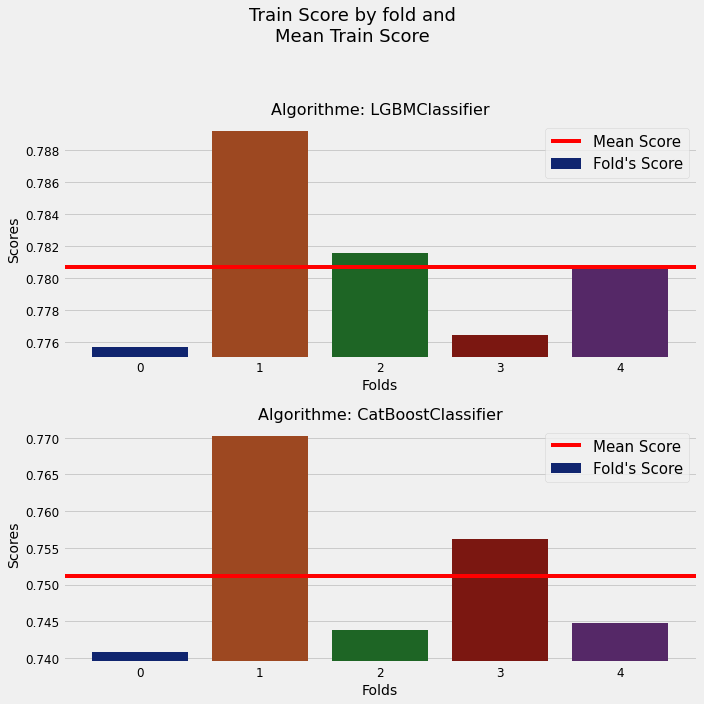 Train Score by fold and
Mean Train Score
Algorithme: LGBMClassifier
Mean Score
Fold's Score
Scores
0.788
0.786
0.784
0.782
0.780
0.778
0.776
0 1 2 3 4
Folds
Algorithme: CatBoostClassifier
Mean Score
Fold's Score
Scores
0.770
0.765
0.760
0.755
0.750
0.745
0.740
0 1 2 3 4
Folds